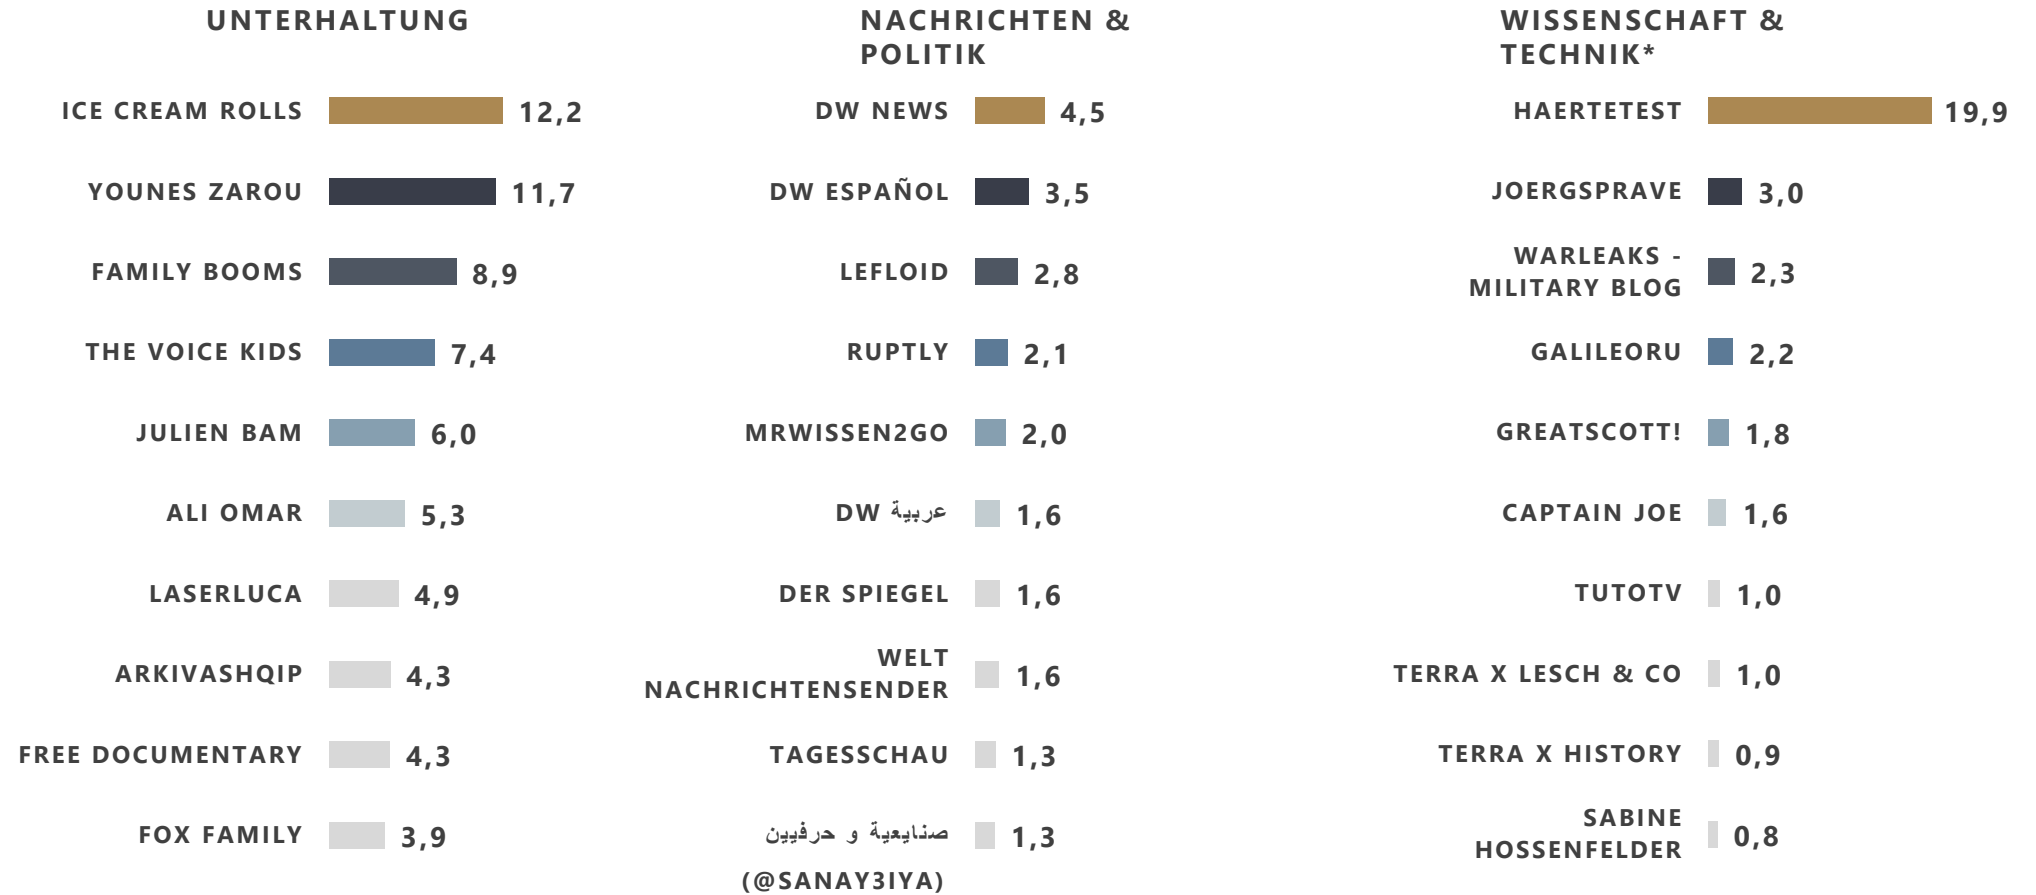 UNTERHALTUNG
ICE CREAM ROLLS 12,2
YOUNES ZAROU 11,7
FAMILY BOOMS 8,9
THE VOICE KIDS 7,4
JULIEN BAM 6,0
ALI OMAR 5,3
LASERLUCA 4,9
ARKIVASHQIP 4,3
FREE DOCUMENTARY 4,3
FOX FAMILY 3,9
NACHRICHTEN &
POLITIK
DW NEWS 4,5
DW ESPAÑOL 3,5
LEFLOID 2,8
RUPTLY 2,1
MRWISSEN2GO 2,0
DW عربية 1,6
DER SPIEGEL 1,6
WELT
NACHRICHTENSENDER 1,6
TAGESSCHAU 1,3
صنايعية و حرفيين 1,3
(@SANAY3IYA)
WISSENSCHAFT &
TECHNIK*
HAERTETEST 19,9
JOERGSPRAVE 3,0
WARLEAKS -
MILITARY BLOG 2,3
GALILEORU 2,2
GREATSCOTT! 1,8
CAPTAIN JOE 1,6
TUTOTV 1,0
TERRA X LESCH & CO 1,0
TERRA X HISTORY 0,9
SABINE
HOSSENFELDER 0,8